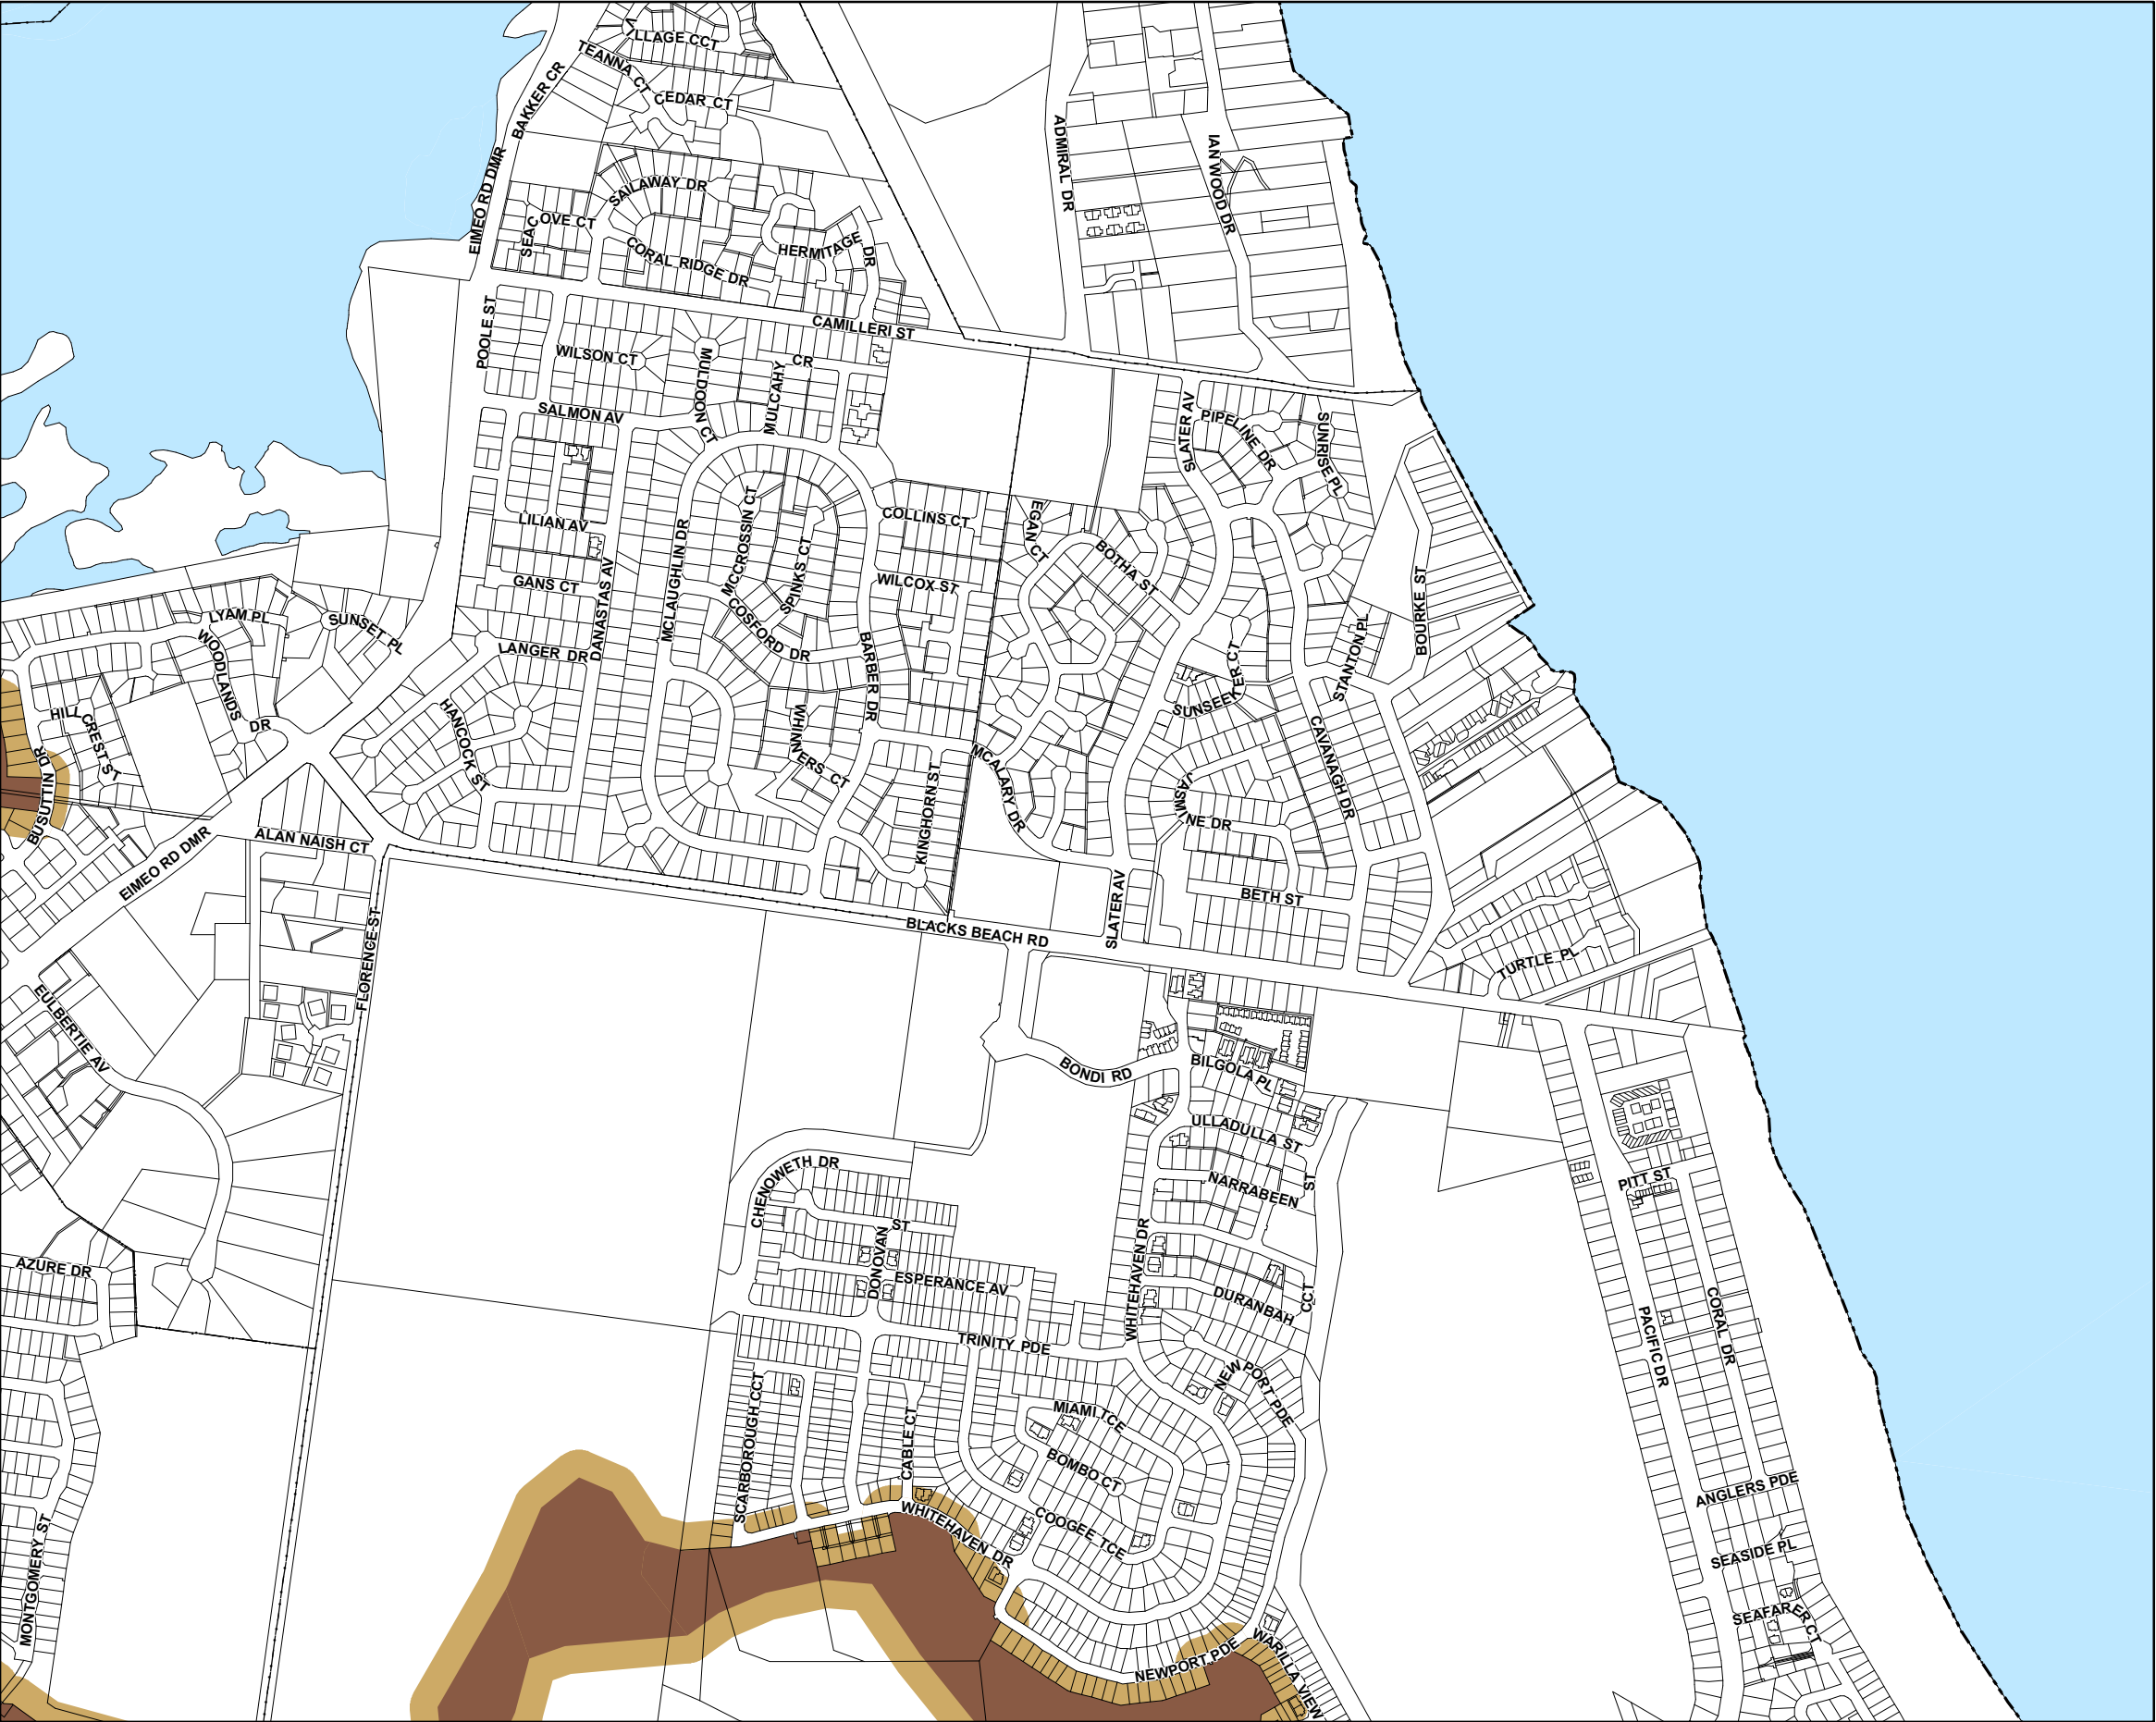 VILLAGE CCT
TEANNA CT
CEDAR CT
BAKKER CR
EIMEO RD DMR
ADMIRAL DR
IAN WOOD DR
SAILAWAY DR
SEACOVE CT
CORAL RIDGE DR
HERMITAGE DR
CAMILLERI ST
POOLE ST
WILSON CT
MULDOON CT
MULCAHY CR
SALMON AV
SLATER AV
PIPELINE DR
SUNRISE PL
LILIAN AV
MCCROSSIN CT
COLLINS CT
EGAN CT
BOTHA ST
MCLAUGHLIN DR
SPINKS CT
WILCOX ST
GANS CT
DANASTAS AV
COSFORD DR
BOURKE ST
LYAM PL
SUNSET PL
WOODLANDS DR
LANGER DR
BARBER DR
STANTON PL
SUNSEEKER CT
HILLCREST ST
HANCOCK ST
WHINNERS CT
CAVANAGH DR
BUSUTTIN DR
KINGHORN ST
MCALARY DR
JASMINE DR
ALAN NAISH CT
EIMEO RD DMR
BETH ST
SLATER AV
BLACKS BEACH RD
FLORENCE ST
TURTLE PL
EULBERTIE AV
BONDI RD
BILGOLA PL
ULLADULLA ST
CHENOWETH DR
NARRABEEN ST
PITT ST
DONOVAN ST
WHITEHAVEN DR
AZURE DR
ESPERANCE AV
DURANBAH CCT
TRINITY PDE
PACIFIC DR
CORAL DR
NEWPORT PDE
SCARBOROUGH CCT
CABLE CT
MIAMI TCE
BOMBO CT
COOGEE TCE
WHITEHAVEN DR
ANGLERS PDE
SEASIDE PL
MONTGOMERY ST
SEAFARER CT
NEWPORT PDE
WARILLA VIEW